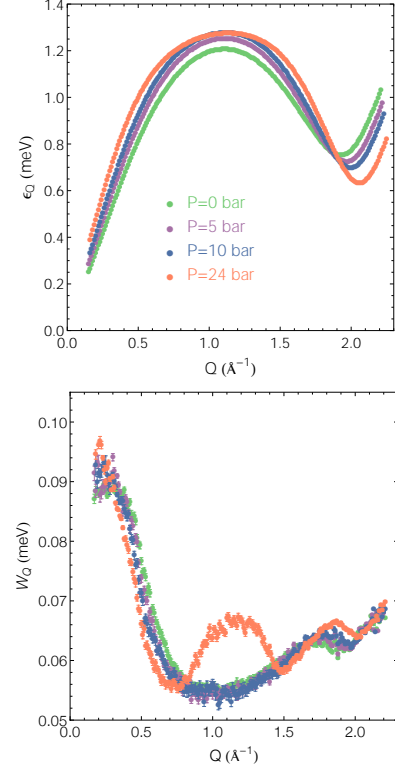 1.4
1.2
1.0
0.8
0.6
0.4
0.2
0.0
ϵQ (meV)
P=0 bar
P=5 bar
P=10 bar
P=24 bar
0.0 0.5 1.0 1.5 2.0
Q (Å−1)
0.10
0.09
0.08
0.07
0.06
0.05
WQ (meV)
0.0 0.5 1.0 1.5 2.0
Q (Å−1)